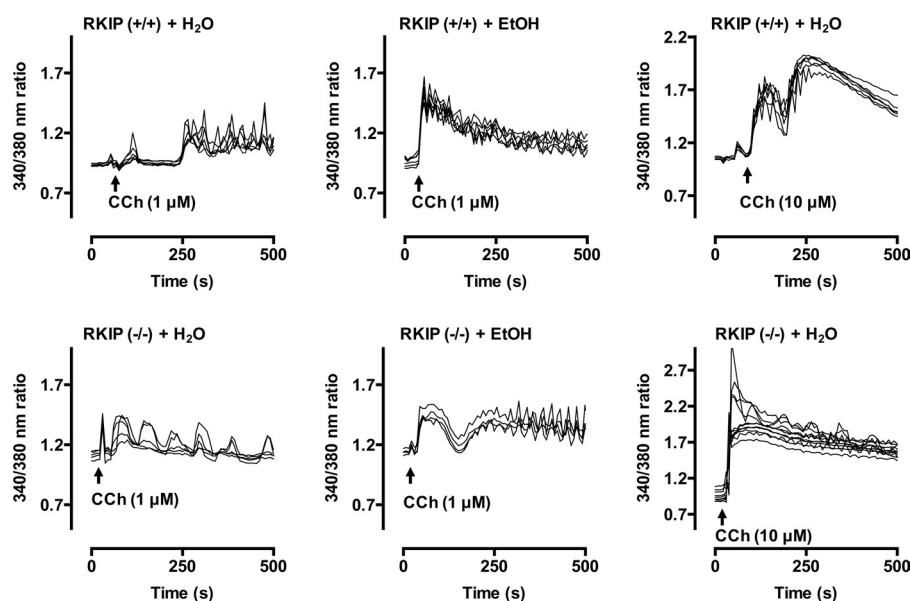 RKIP (+/+) + H₂O
340/380 nm ratio
1.7
1.2
0.7
CCh (1 µM)
0
250
500
Time (s)
RKIP (+/+) + EtOH
340/380 nm ratio
1.7
1.2
0.7
CCh (1 µM)
0
250
500
Time (s)
RKIP (+/+) + H₂O
340/380 nm ratio
2.2
1.7
1.2
0.7
CCh (10 µM)
0
250
500
Time (s)
RKIP (-/-) + H₂O
340/380 nm ratio
1.7
1.2
0.7
CCh (1 µM)
0
250
500
Time (s)
RKIP (-/-) + EtOH
340/380 nm ratio
1.7
1.2
0.7
CCh (1 µM)
0
250
500
Time (s)
RKIP (-/-) + H₂O
340/380 nm ratio
2.7
2.2
1.7
1.2
0.7
CCh (10 µM)
0
250
500
Time (s)